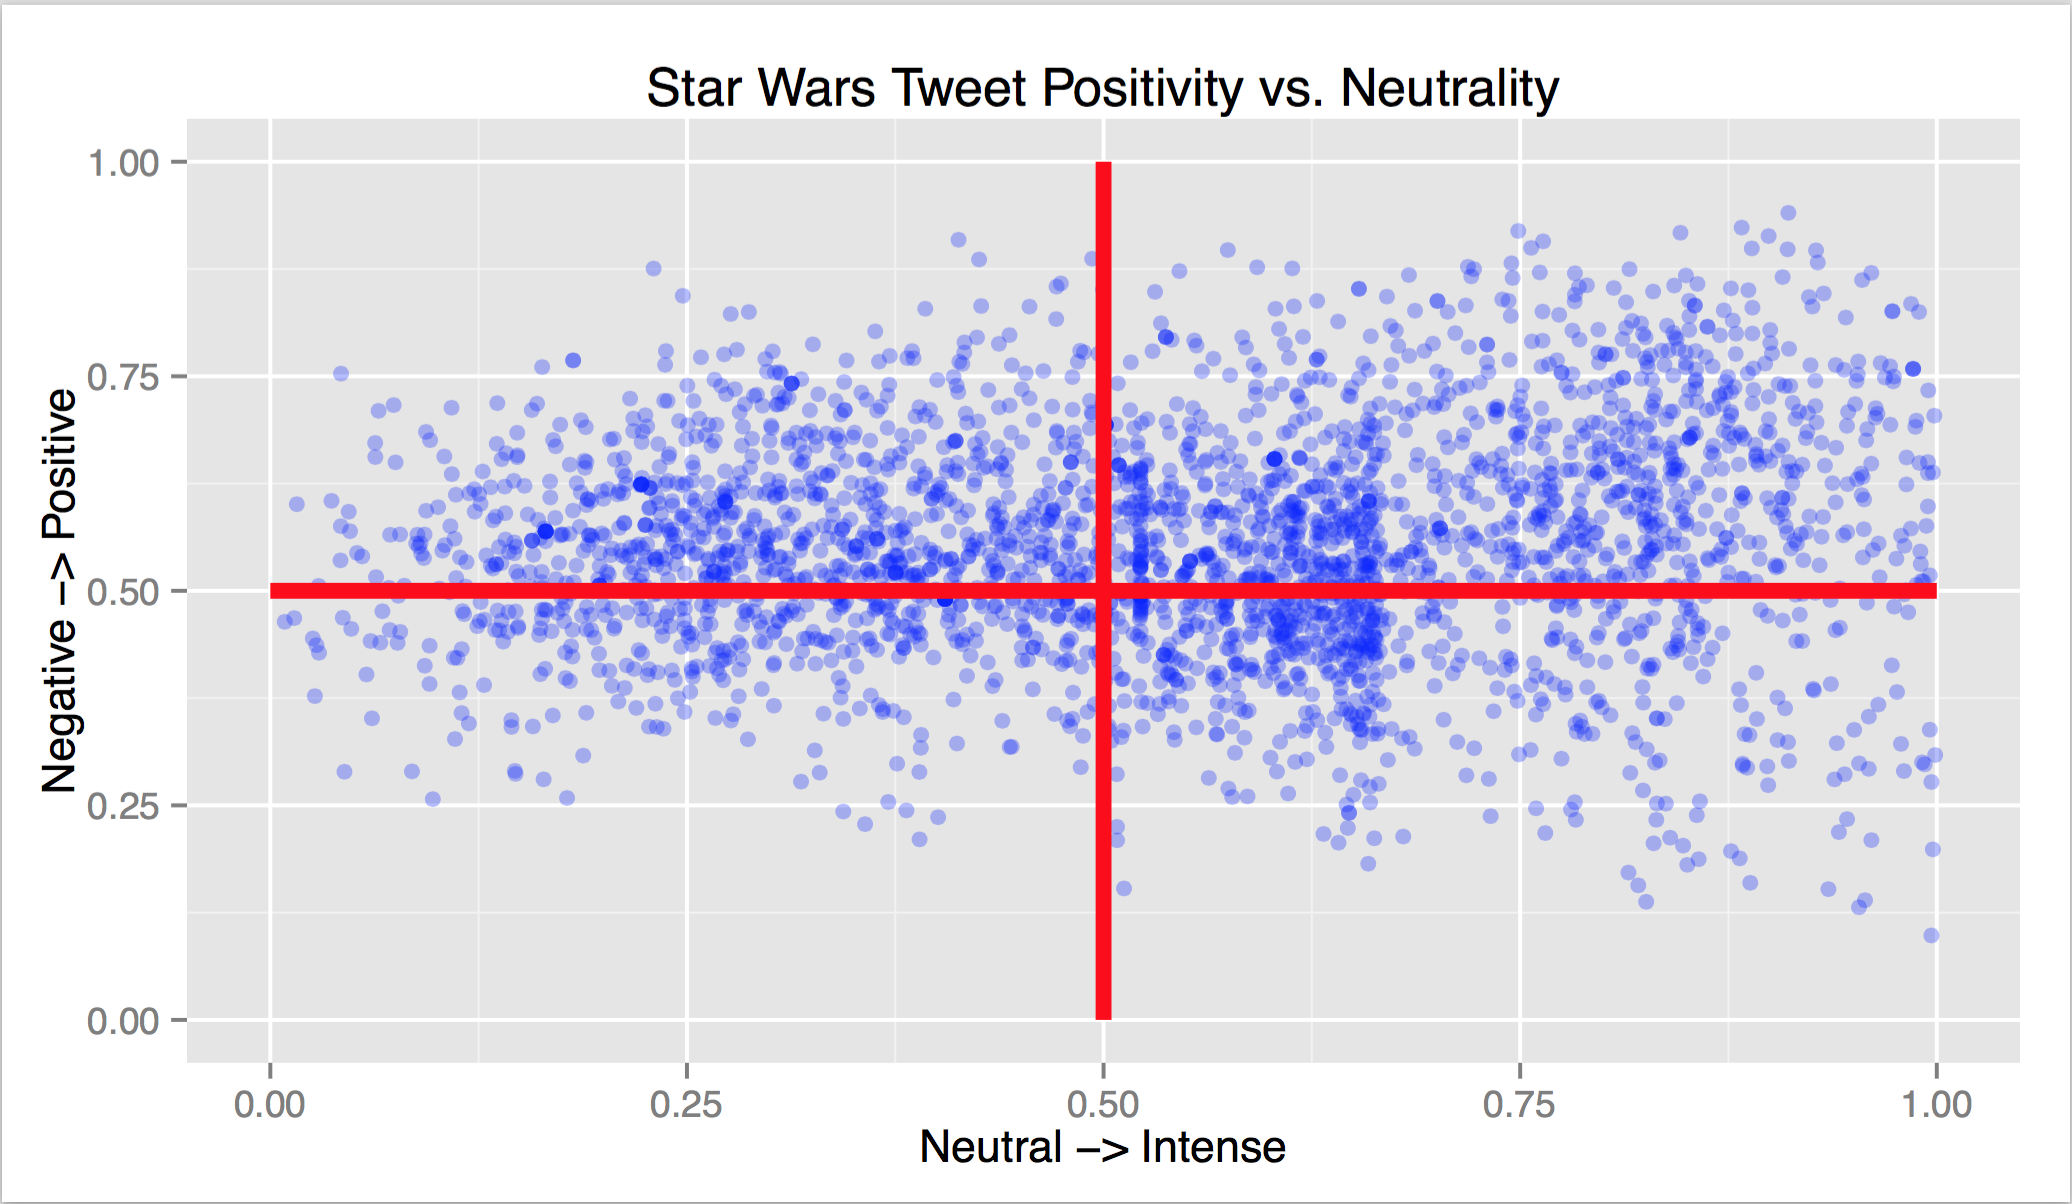 Star Wars Tweet Positivity vs. Neutrality
Negative –> Positive
1.00
0.75
0.50
0.25
0.00
0.00 0.25 0.50 0.75 1.00
Neutral –> Intense